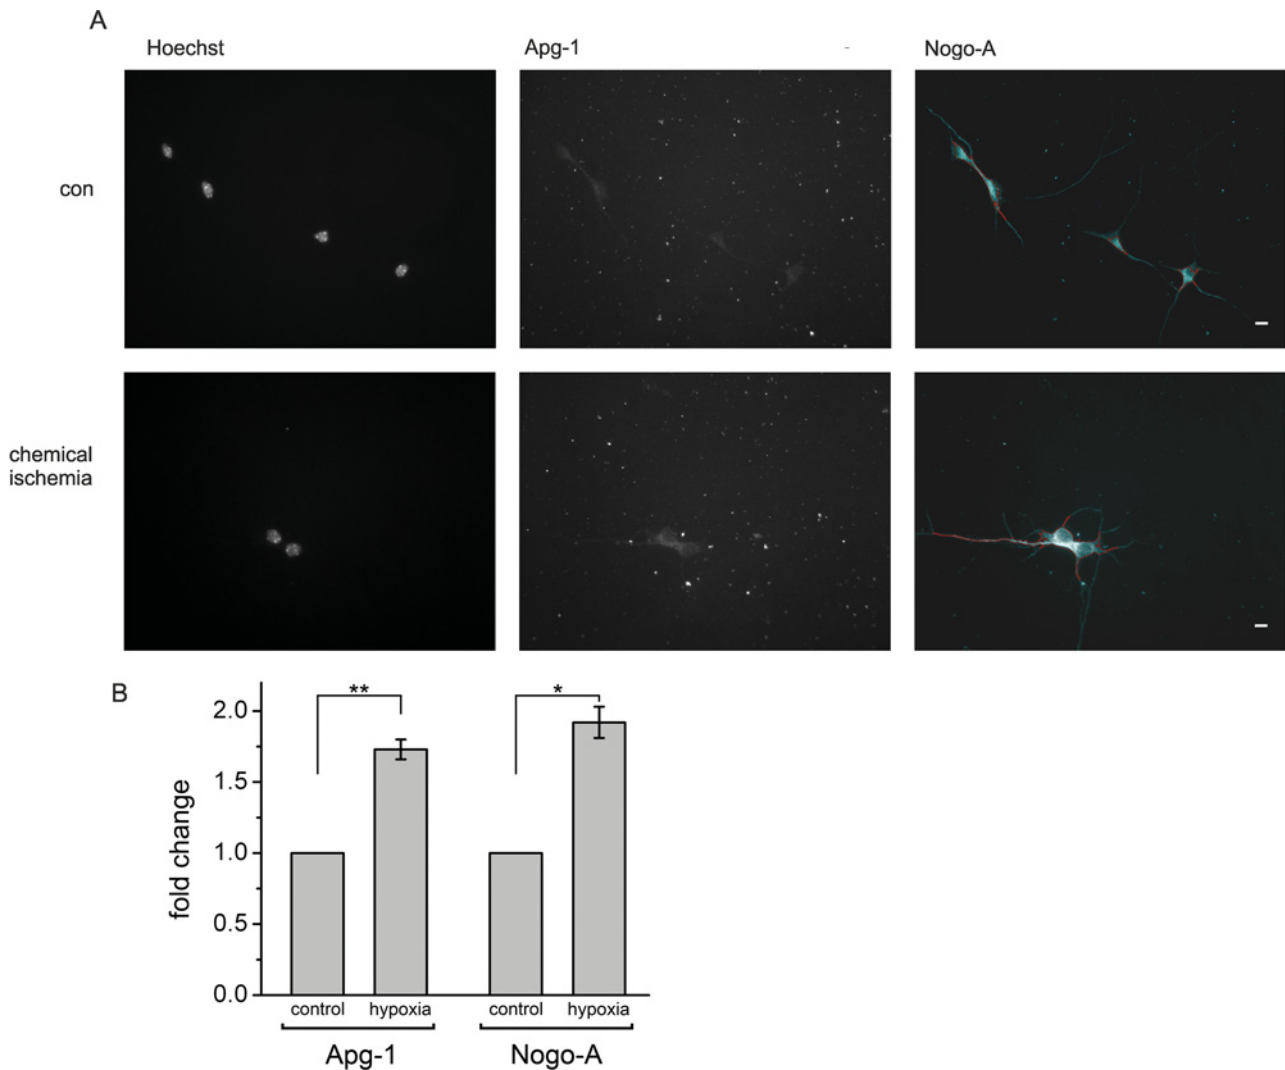 A
Hoechst
Apg-1
Nogo-A
con
chemical
ischemia
B
**
*
2.0
1.5
1.0
0.5
0.0
fold change
control
hypoxia
control
hypoxia
Apg-1
Nogo-A